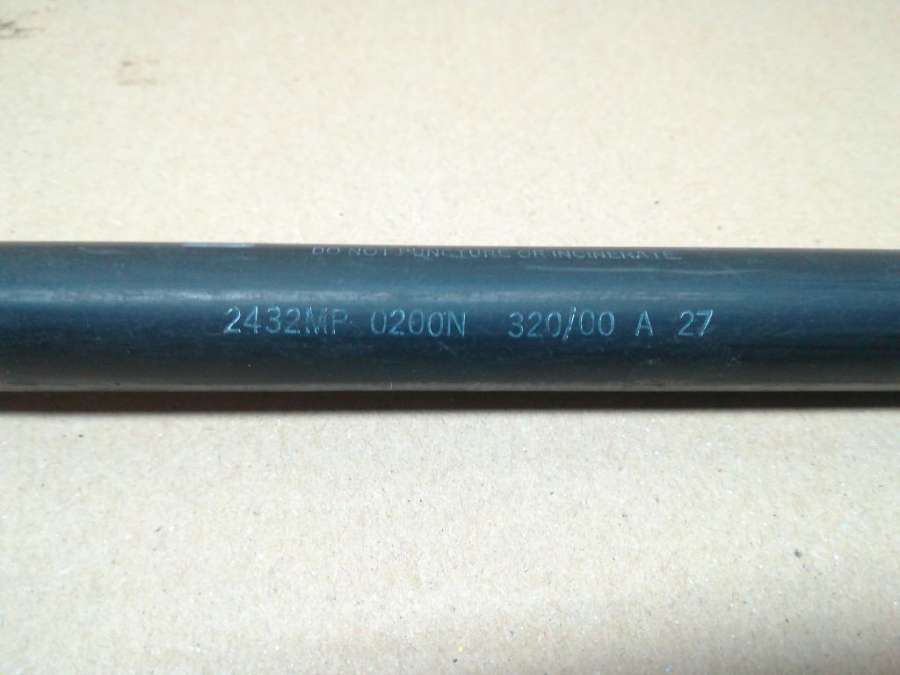 DO NOT PUNCTURE OR INCINERATE
2432MP 0200N 320/00 A 27